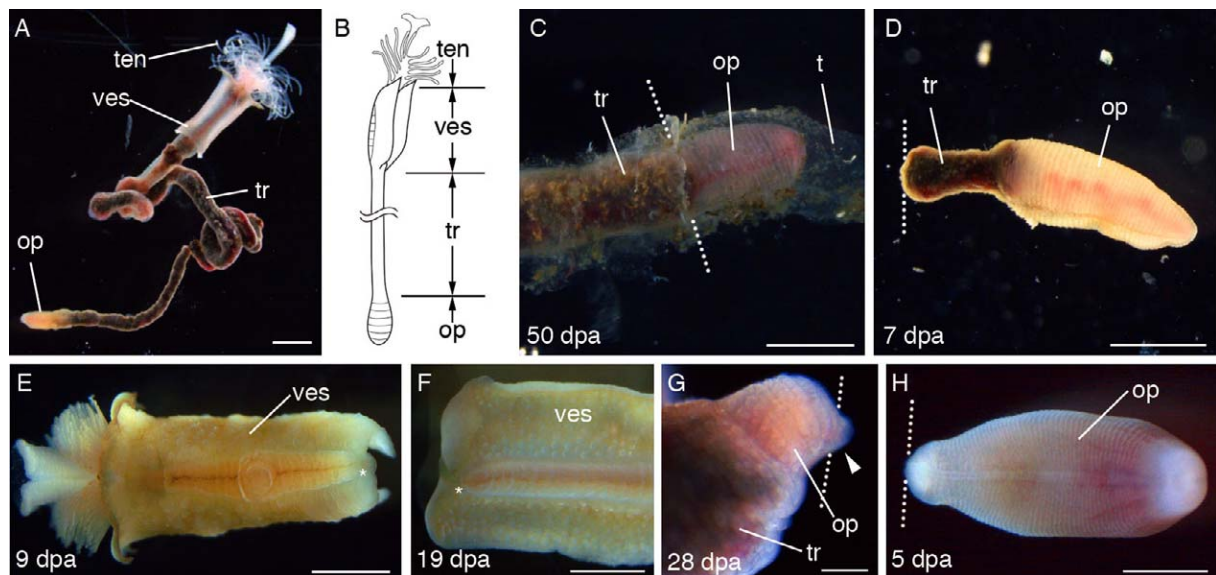 A
ten
ves
tr
op
B
ten
ves
tr
op
C
op
t
tr
50 dpa
D
tr
op
7 dpa
E
ves
*
9 dpa
F
ves
*
19 dpa
G
op
tr
28 dpa
H
op
5 dpa